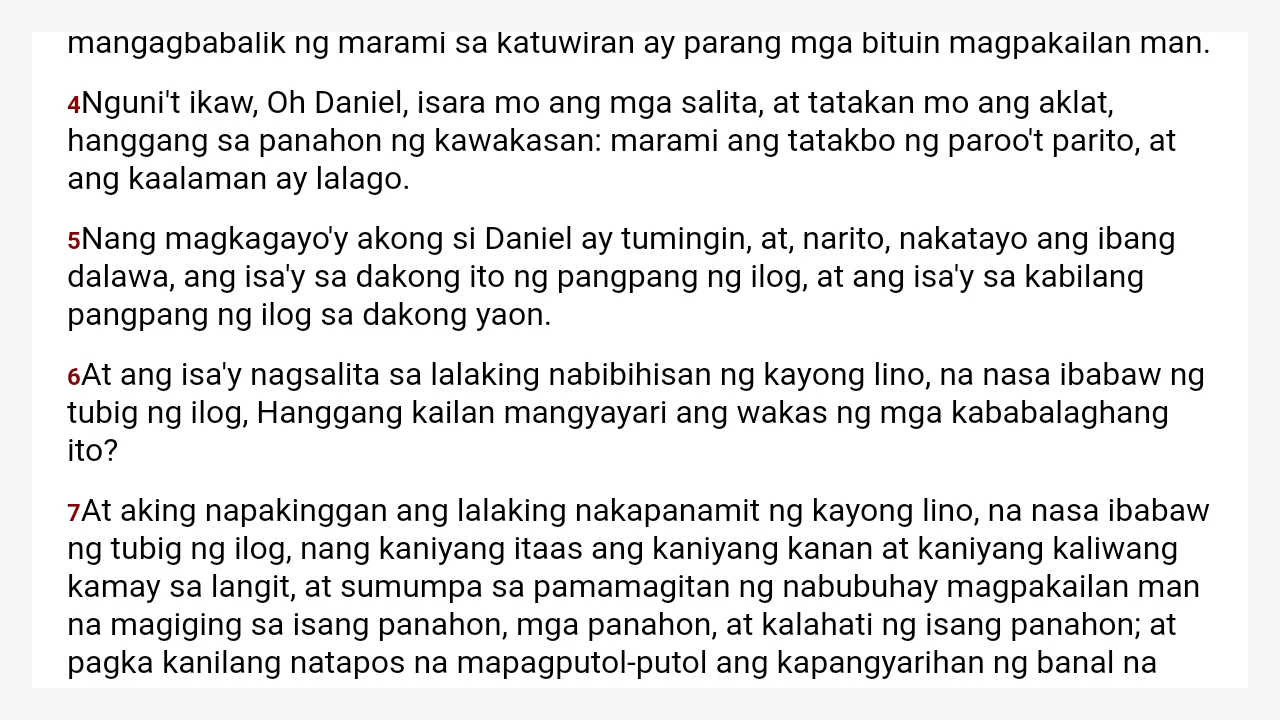 mangagbabalik ng marami sa katuwiran ay parang mga bituin magpakailan man.
4Nguni't ikaw, Oh Daniel, isara mo ang mga salita, at tatakan mo ang aklat,
hanggang sa panahon ng kawakasan: marami ang tatakbo ng paroo't parito, at
ang kaalaman ay lalago.
5Nang magkagayo'y akong si Daniel ay tumingin, at, narito, nakatayo ang ibang
dalawa, ang isa'y sa dakong ito ng pangpang ng ilog, at ang isa'y sa kabilang
pangpang ng ilog sa dakong yaon.
6At ang isa'y nagsalita sa lalaking nabibihisan ng kayong lino, na nasa ibabaw ng
tubig ng ilog, Hanggang kailan mangyayari ang wakas ng mga kababalaghang
ito?
7At aking napakinggan ang lalaking nakapanamit ng kayong lino, na nasa ibabaw
ng tubig ng ilog, nang kaniyang itaas ang kaniyang kanan at kaniyang kaliwang
kamay sa langit, at sumumpa sa pamamagitan ng nabubuhay magpakailan man
na magiging sa isang panahon, mga panahon, at kalahati ng isang panahon; at
pagka kanilang natapos na mapagputol-putol ang kapangyarihan ng banal na